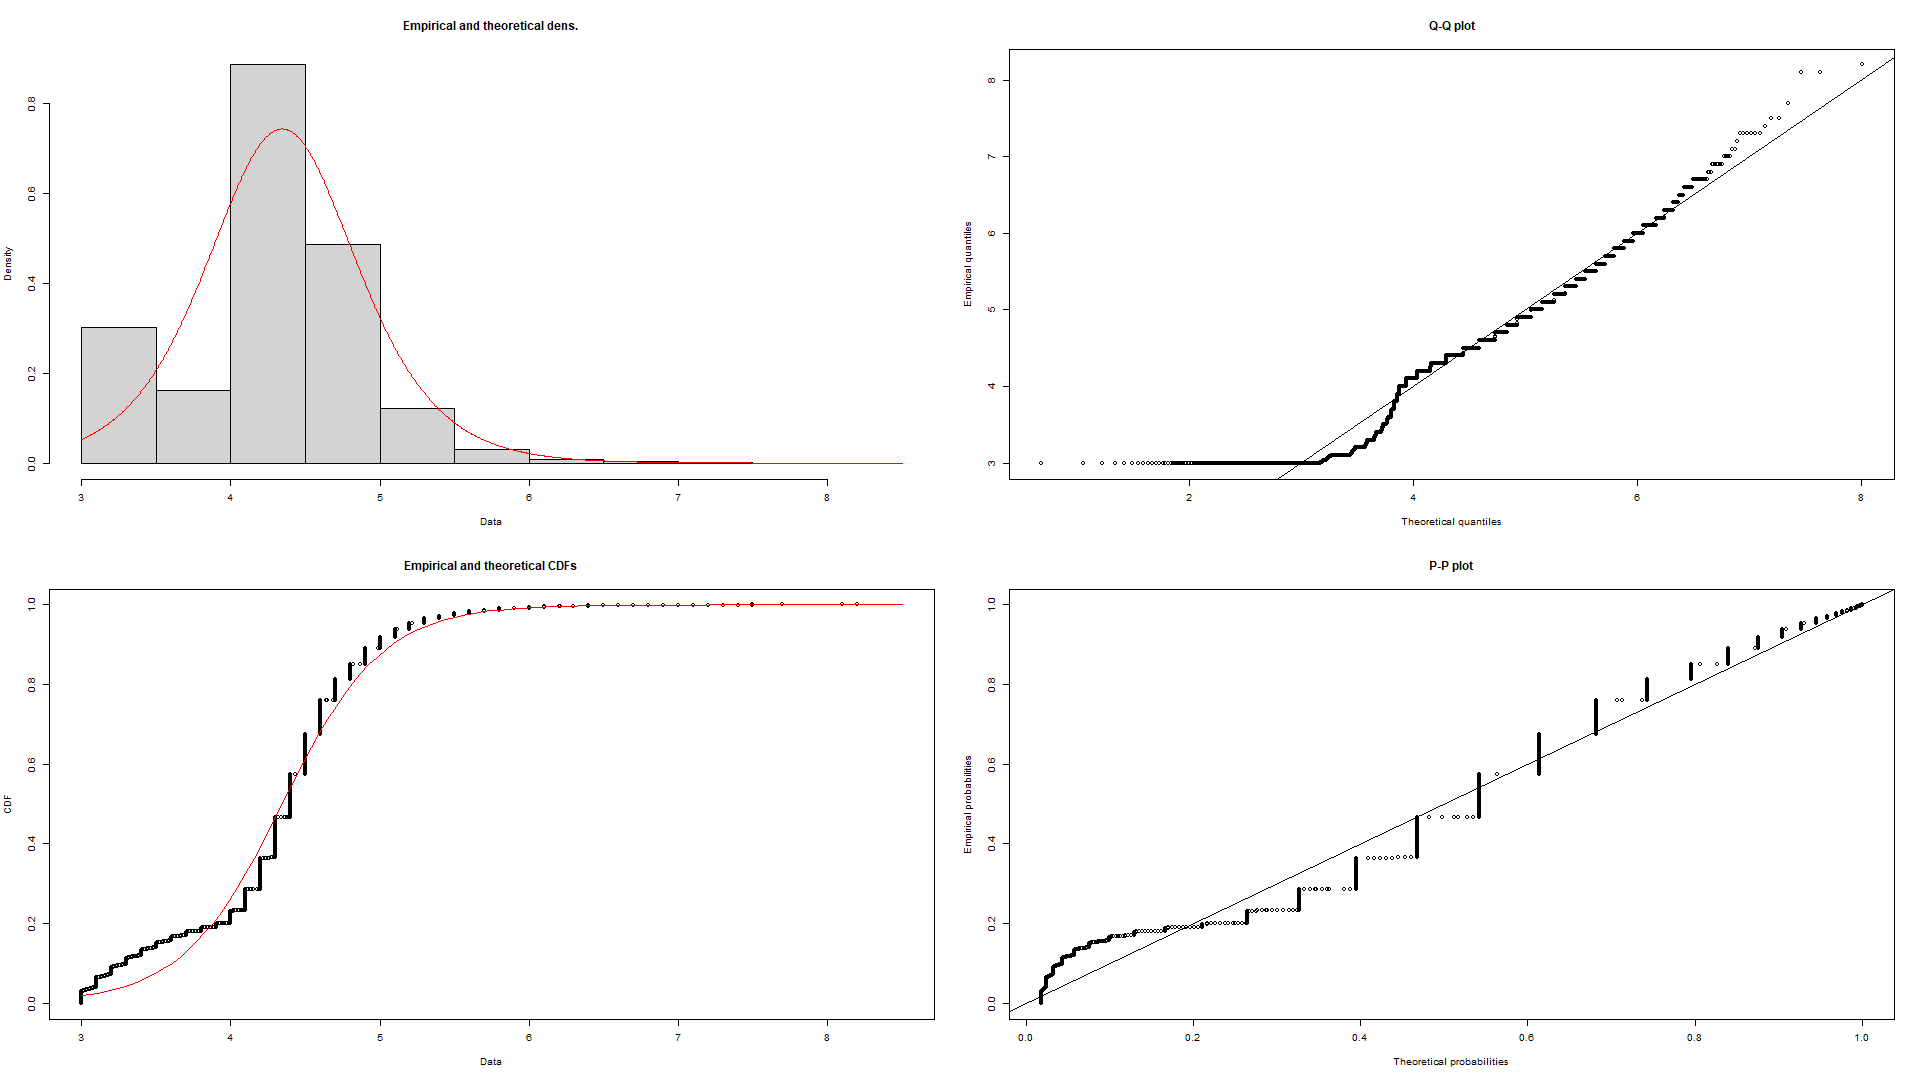 Empirical and theoretical dens.
Density
0.0 0.2 0.4 0.6 0.8
3 4 5 6 7 8
Data
Q-Q plot
Empirical quantiles
3 4 5 6 7 8
2 4 6 8
Theoretical quantiles
Empirical and theoretical CDFs
CDF
0.0 0.2 0.4 0.6 0.8 1.0
3 4 5 6 7 8
Data
P-P plot
Empirical probabilities
0.0 0.2 0.4 0.6 0.8 1.0
0.0 0.2 0.4 0.6 0.8 1.0
Theoretical probabilities